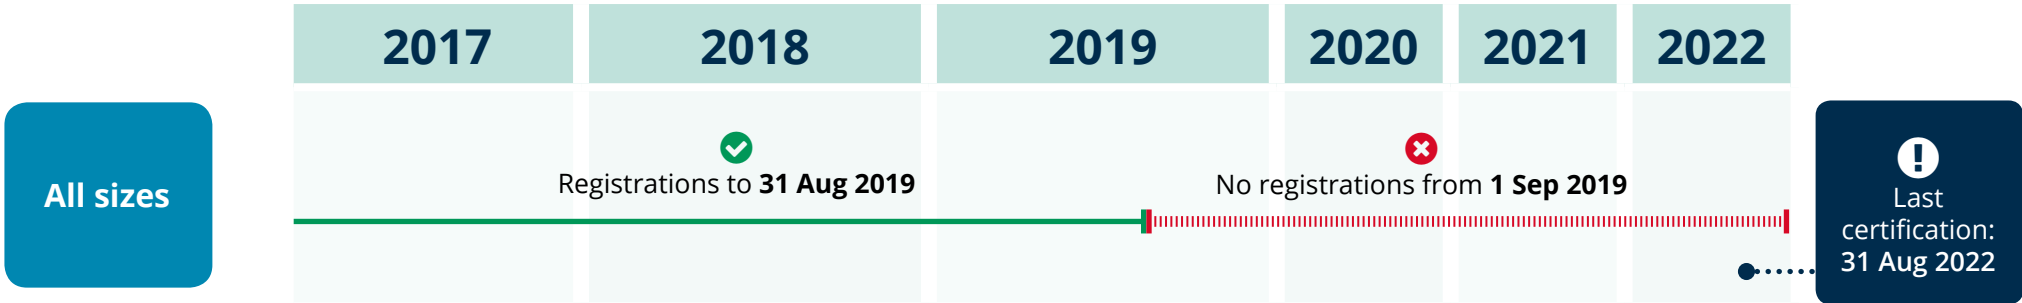 2017 2018 2019 2020 2021 2022
All sizes
Registrations to 31 Aug 2019
No registrations from 1 Sep 2019
Last
certification:
31 Aug 2022